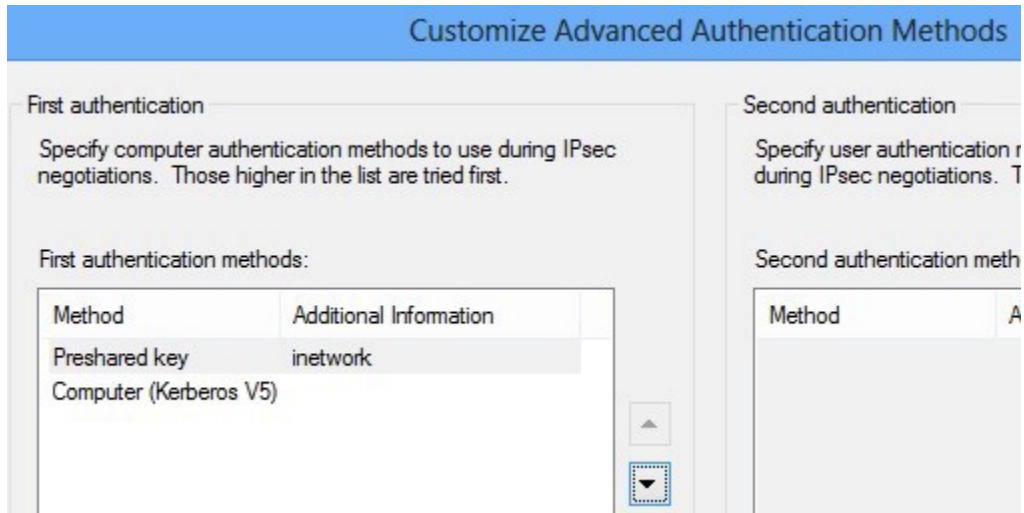 Customize Advanced Authentication Methods
First authentication
Specify computer authentication methods to use during IPsec
negotiations. Those higher in the list are tried first.
First authentication methods:
Method Additional Information
Preshared key inetwork
Computer (Kerberos V5)
Second authentication
Specify user authentication
during IPsec negotiations.
Second authentication
Method